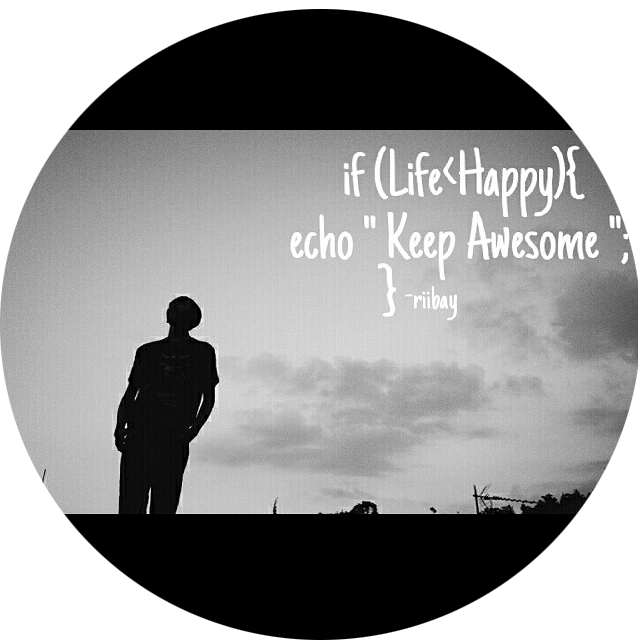 if (Life<Happy){
echo " Keep Awesome ";
} -riibay